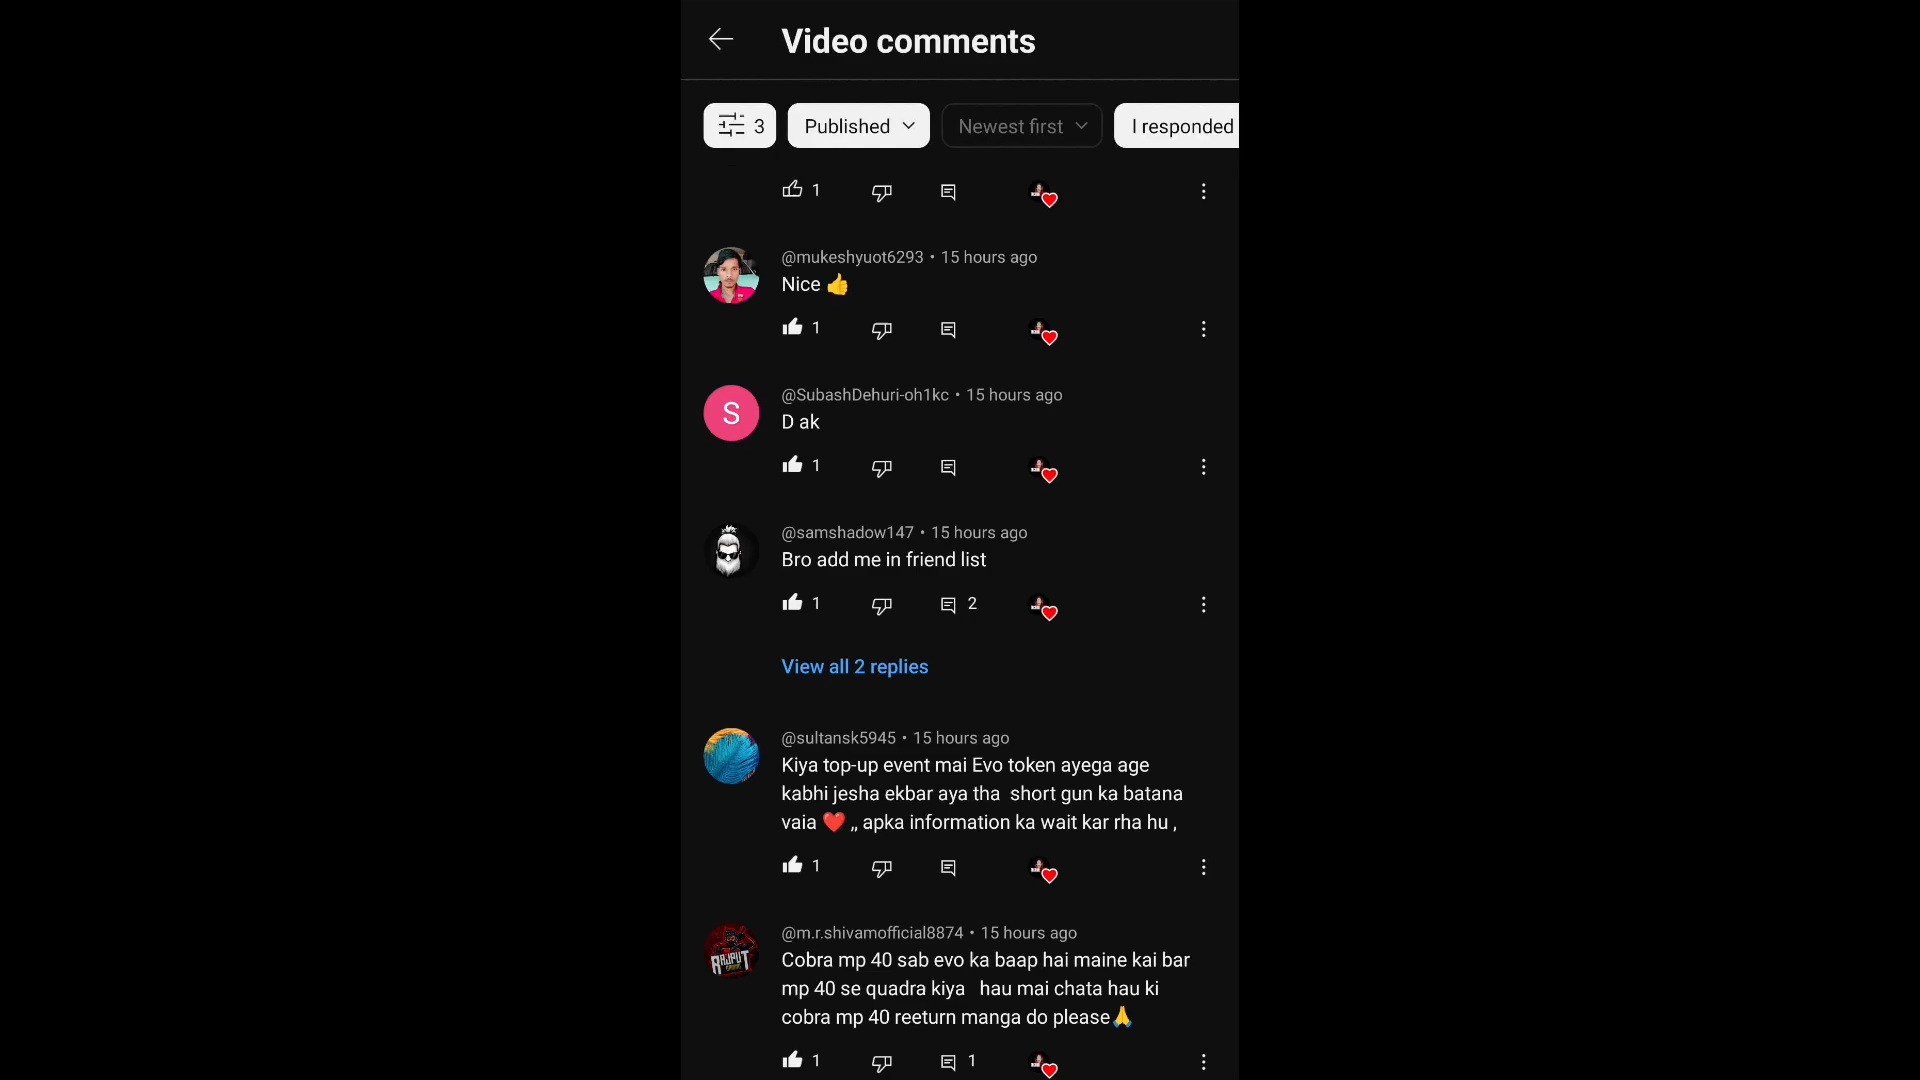 Video comments
3 Published Newest first I responded
1
@mukeshyuot6293 • 15 hours ago
Nice 👍
1
@SubashDehuri-oh1kc • 15 hours ago
S
D ak
1
@samshadow147 • 15 hours ago
Bro add me in friend list
1 2
View all 2 replies
@sultansk5945 • 15 hours ago
Kiya top-up event mai Evo token ayega age
kabhi jesha ekbar aya tha  short gun ka batana
vaia ❤️ ,, apka information ka wait kar rha hu ,
1
@m.r.shivamofficial8874 • 15 hours ago
RAJPUT
Cobra mp 40 sab evo ka baap hai maine kai bar
mp 40 se quadra kiya   hau mai chata hau ki
cobra mp 40 reeturn manga do please🙏
1 1